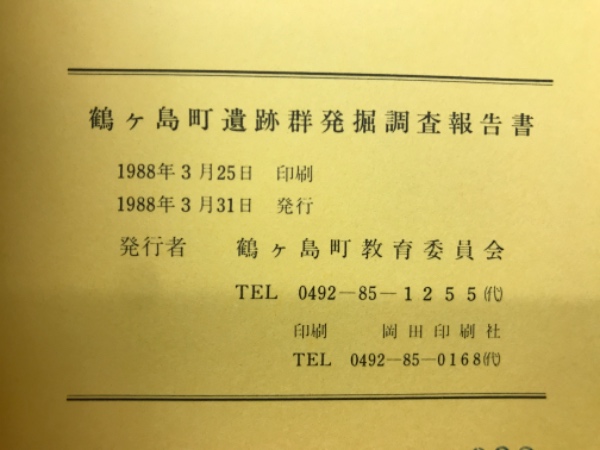 鶴ヶ島町遺跡群発掘調査報告書
1988年3月25日 印刷
1988年3月31日 発行
発行者 鶴ヶ島町教育委員会
TEL 0492―85―1255㈹
印刷 岡田印刷社
TEL 0492―85―0168㈹